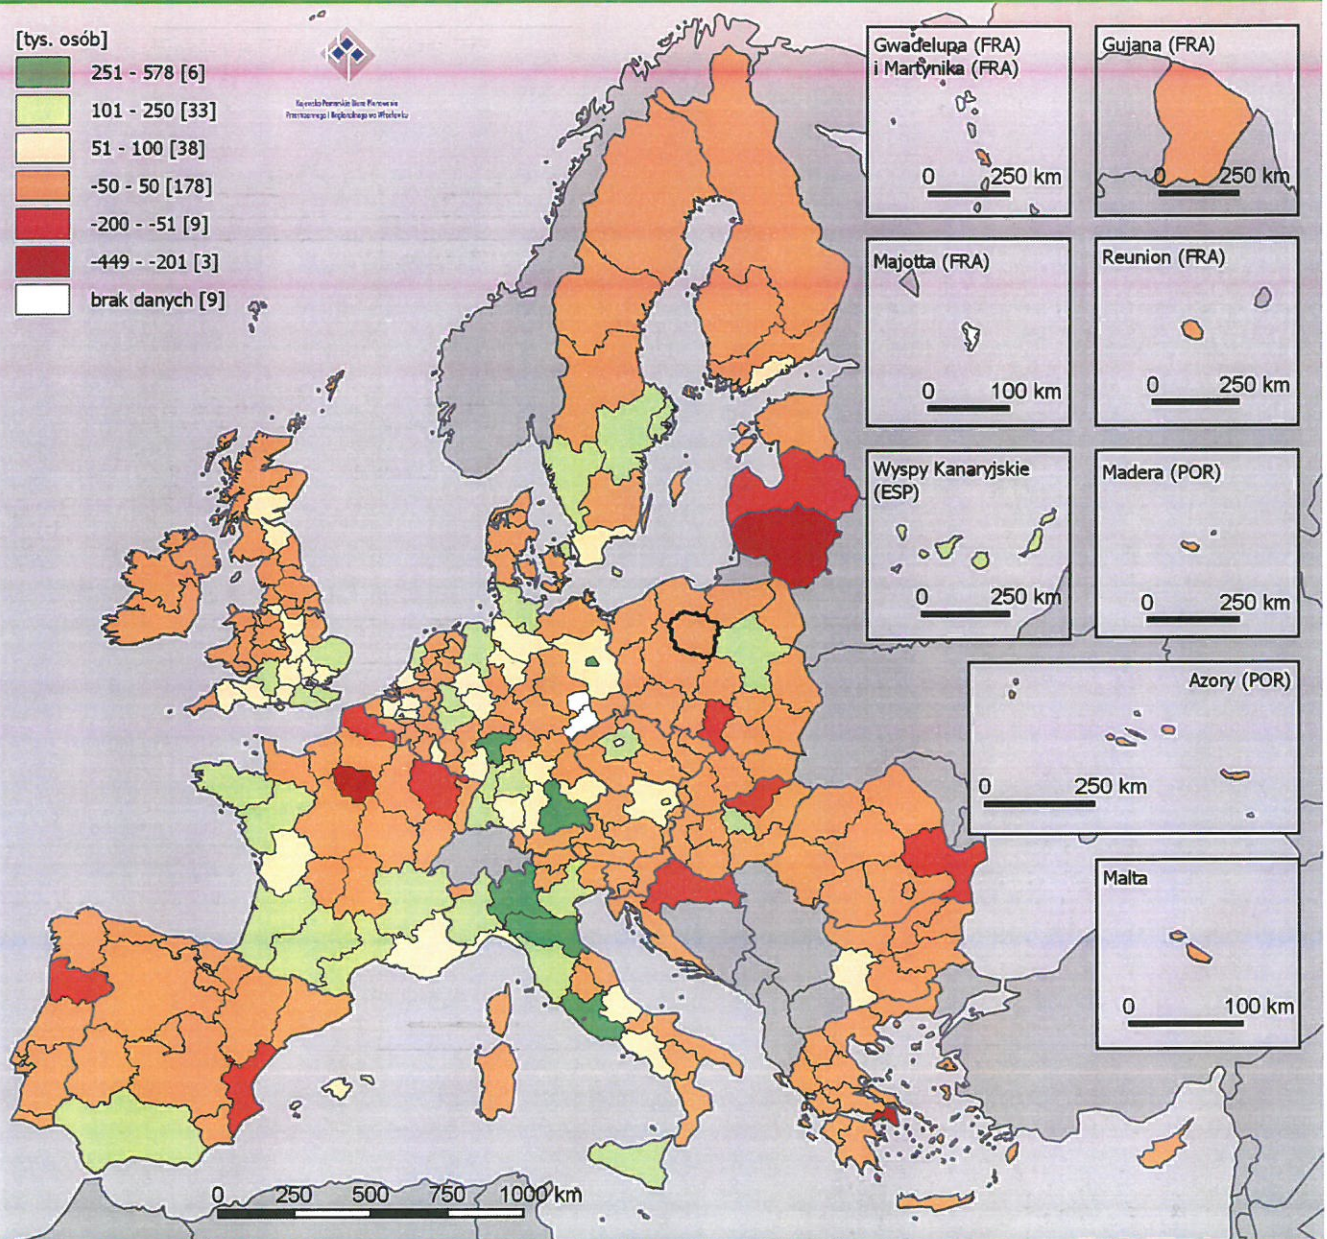 [tys. osób]
251 - 578 [6]
101 - 250 [33]
51 - 100 [38]
-50 - 50 [178]
-200 - -51 [9]
-449 - -201 [3]
brak danych [9]
Gwadelupa (FRA)
i Martynika (FRA)
0 250 km
Gujana (FRA)
0 250 km
Majotta (FRA)
0 100 km
Reunion (FRA)
0 250 km
Wyspy Kanaryjskie
(ESP)
0 250 km
Madera (POR)
0 250 km
Azory (POR)
0 250 km
Malta
0 100 km
0 250 500 750 1000 km